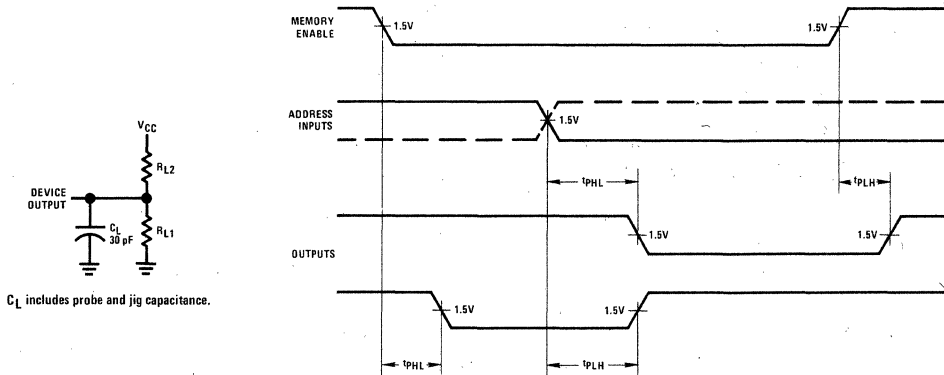 MEMORY
ENABLE
1.5V
1.5V
ADDRESS
INPUTS
1.5V
VCC
RL2
DEVICE
OUTPUT
CL
30 pF
RL1
CL includes probe and jig capacitance.
tPHL
tPLH
OUTPUTS
1.5V
1.5V
1.5V
1.5V
tPHL
tPLH